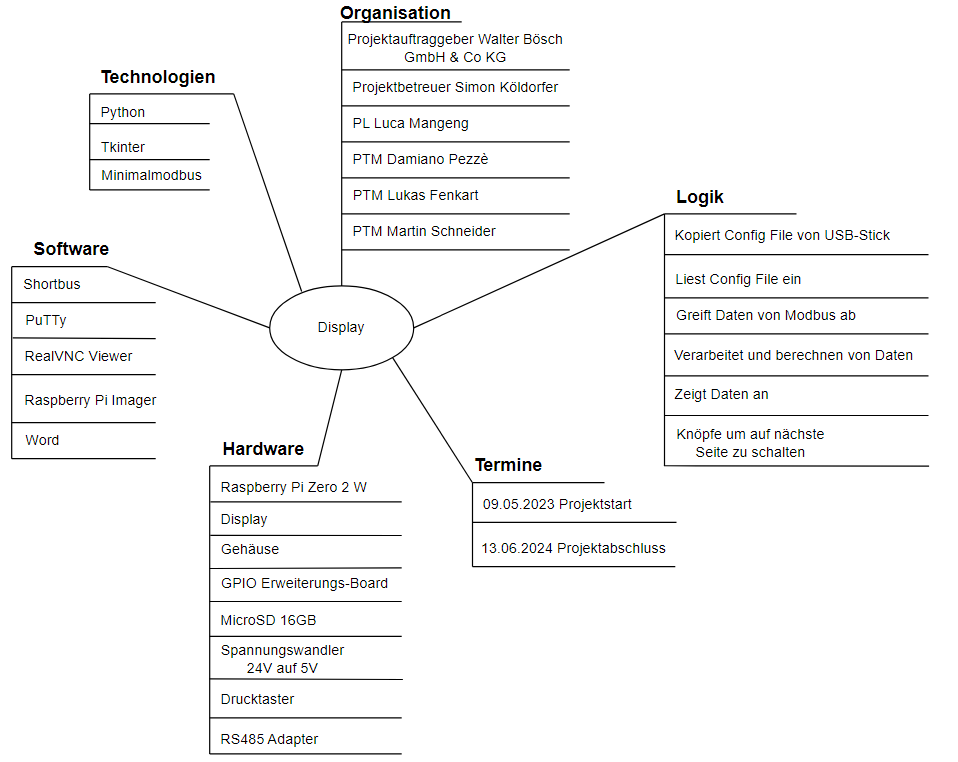 Organisation
Projektauftraggeber Walter Bösch
GmbH & Co KG
Projektbetreuer Simon Köldorfer
PL Luca Mangeng
PTM Damiano Pezzè
PTM Lukas Fenkart
PTM Martin Schneider
Technologien
Python
Tkinter
Minimalmodbus
Logik
Kopiert Config File von USB-Stick
Liest Config File ein
Greift Daten von Modbus ab
Verarbeitet und berechnen von Daten
Zeigt Daten an
Knöpfe um auf nächste
Seite zu schalten
Software
Shortbus
PuTTy
RealVNC Viewer
Raspberry Pi Imager
Word
Display
Hardware
Raspberry Pi Zero 2 W
Display
Gehäuse
GPIO Erweiterungs-Board
MicroSD 16GB
Spannungswandler
24V auf 5V
Drucktaster
RS485 Adapter
Termine
09.05.2023 Projektstart
13.06.2024 Projektabschluss